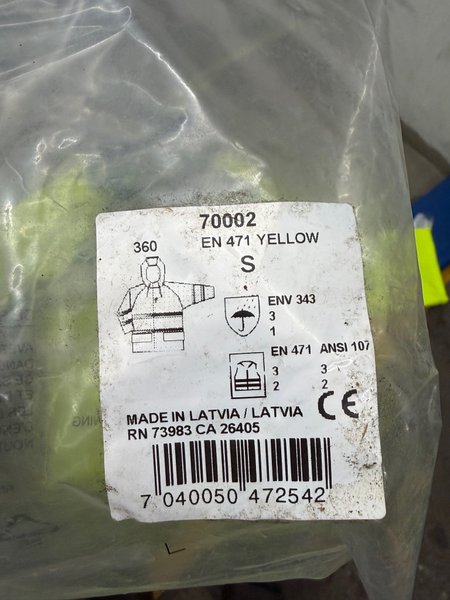 70002
360 EN 471 YELLOW
S
ENV 343
3
1
EN 471 ANSI 107
3 3
2 2
MADE IN LATVIA / LATVIA
RN 73983 CA 26405
CE
7 040050 472542